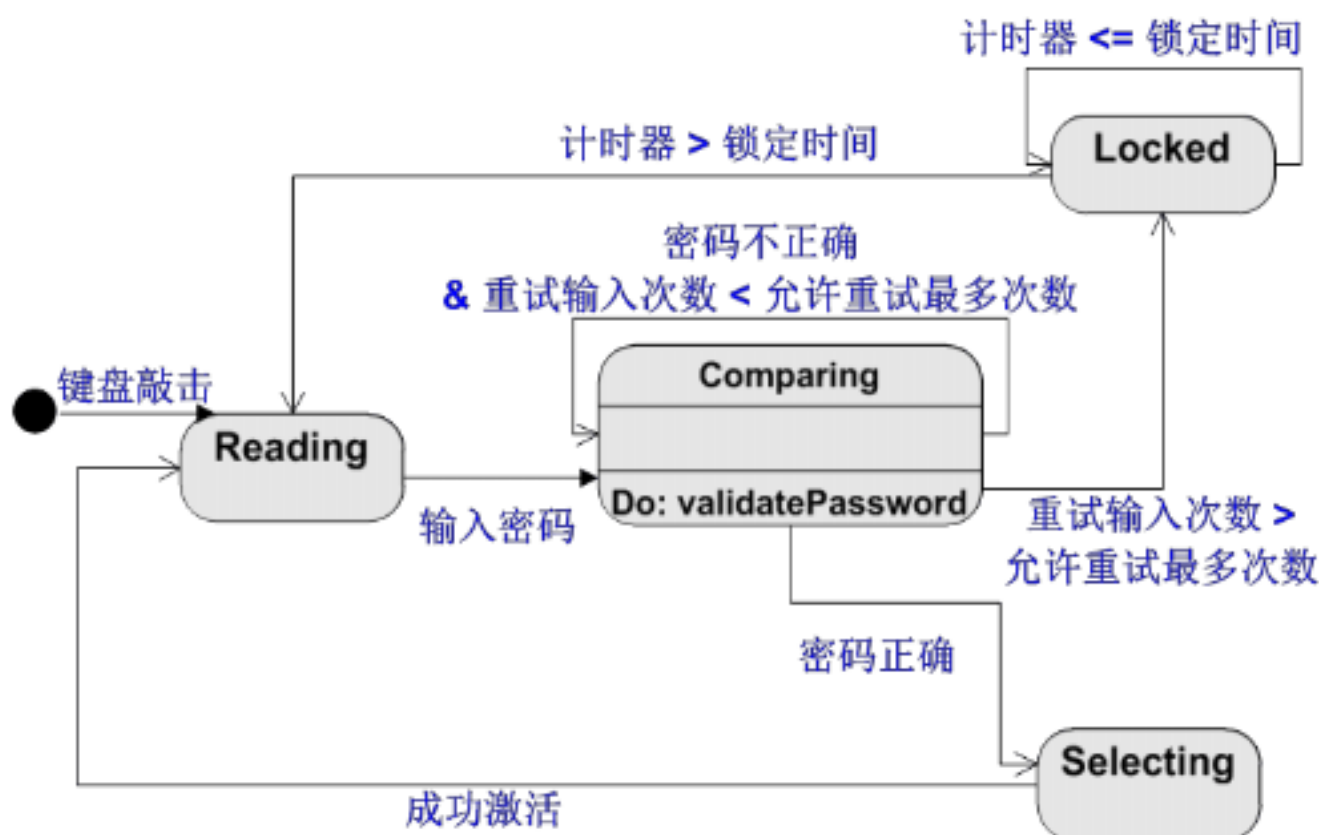 计时器 <= 锁定时间
Locked
计时器 > 锁定时间
密码不正确
& 重试输入次数 < 允许重试最多次数
Comparing
键盘敲击
Reading
Do: validatePassword
输入密码
重试输入次数 >
允许重试最多次数
密码正确
Selecting
成功激活